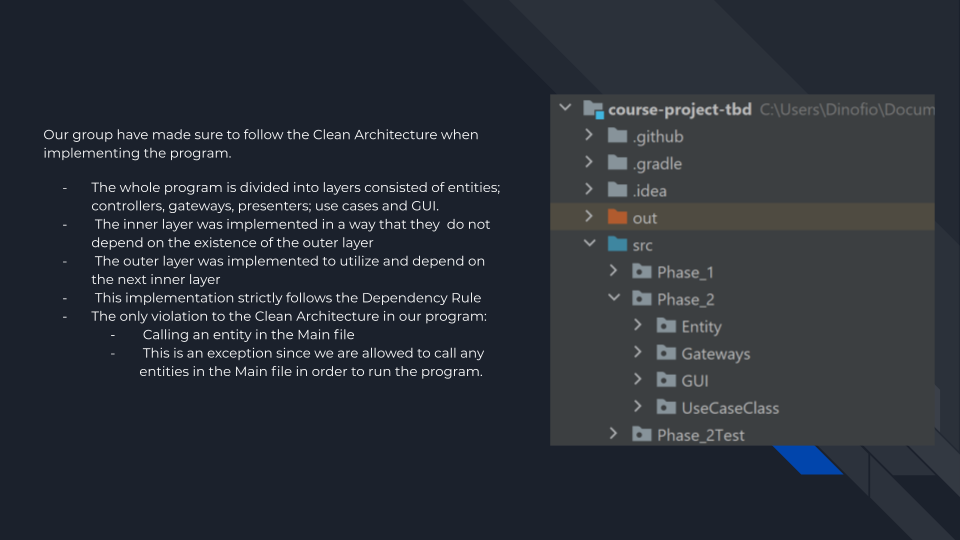 Our group have made sure to follow the Clean Architecture when
implementing the program.
- The whole program is divided into layers consisted of entities;
controllers, gateways, presenters; use cases and GUI.
- The inner layer was implemented in a way that they do not
depend on the existence of the outer layer
- The outer layer was implemented to utilize and depend on
the next inner layer
- This implementation strictly follows the Dependency Rule
- The only violation to the Clean Architecture in our program:
- Calling an entity in the Main file
- This is an exception since we are allowed to call any
entities in the Main file in order to run the program.
course-project-tbd C:\Users\Dinofio\Docum
.github
.gradle
.idea
out
src
Phase_1
Phase_2
Entity
Gateways
GUI
UseCaseClass
Phase_2Test